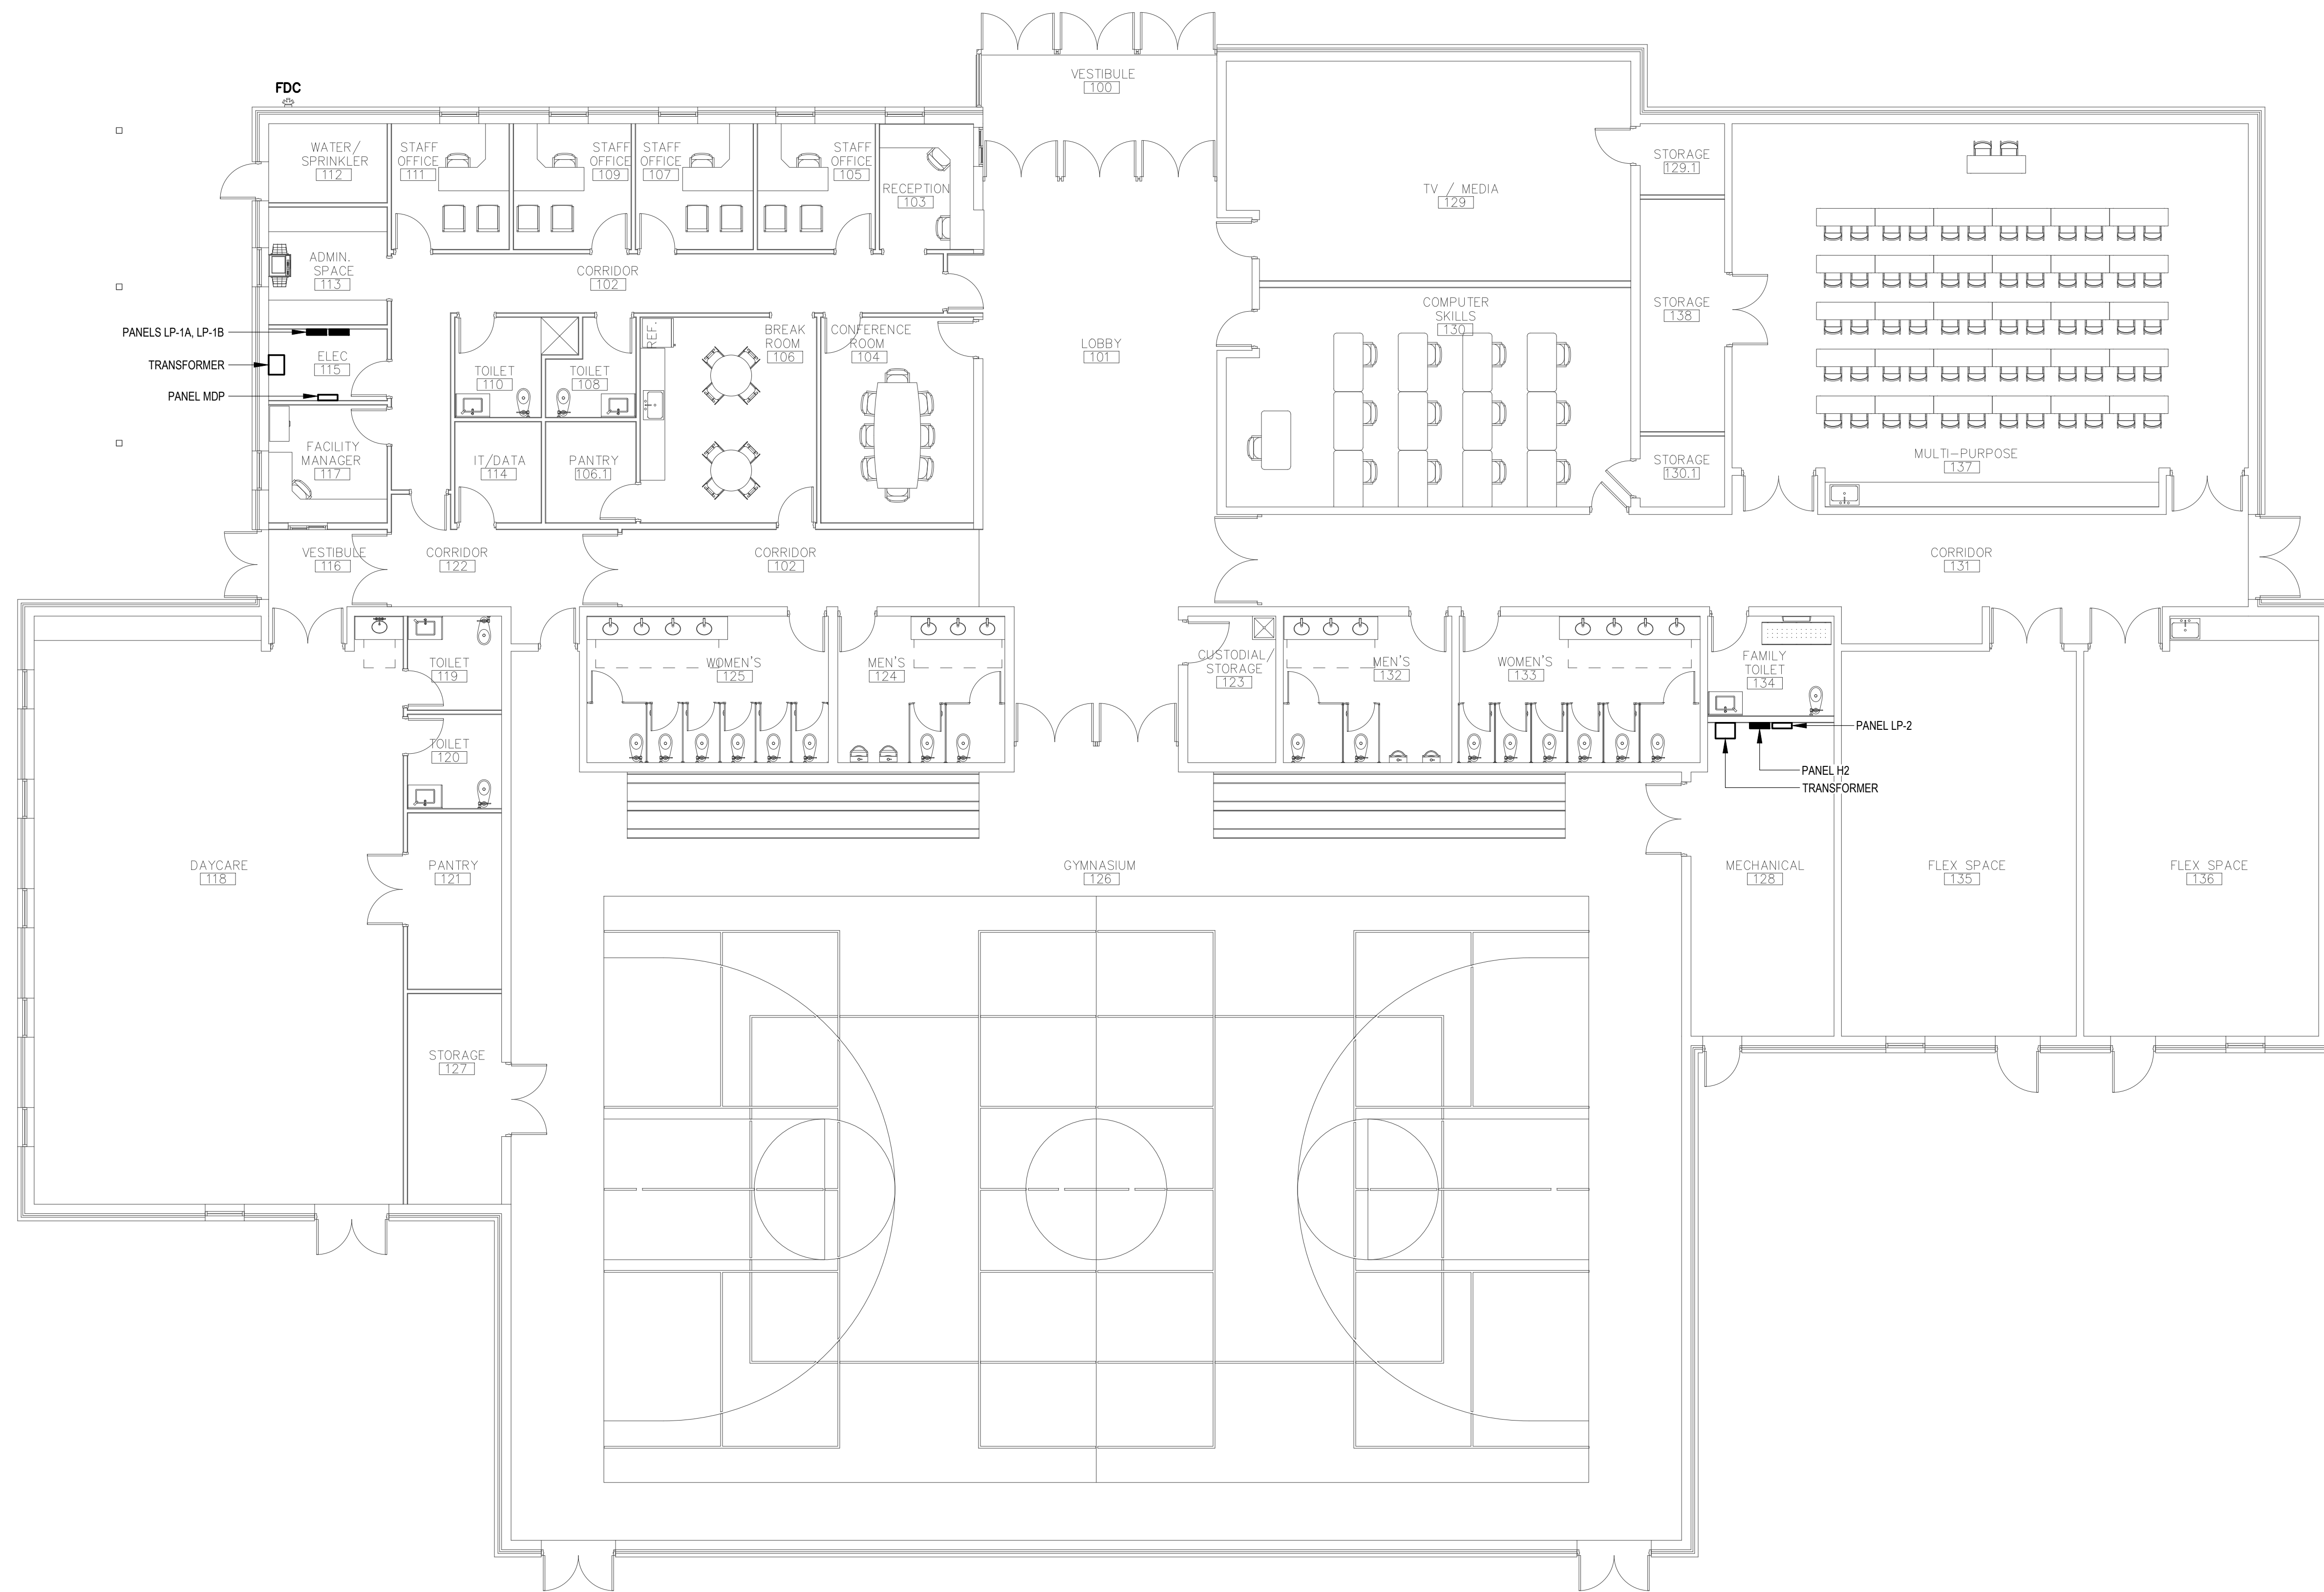 FDC
VESTIBULE
100
WATER/
SPRINKLER
112
STAFF
OFFICE
111
STAFF
OFFICE
109
STAFF
OFFICE
107
STAFF
OFFICE
105
RECEPTION
103
TV / MEDIA
129
STORAGE
129.1
ADMIN.
SPACE
113
CORRIDOR
102
COMPUTER
SKILLS
130
STORAGE
138
PANELS LP-1A, LP-1B
TRANSFORMER
PANEL MDP
ELEC
115
TOILET
110
TOILET
108
REF.
BREAK
ROOM
106
CONFERENCE
ROOM
104
LOBBY
101
FACILITY
MANAGER
117
IT/DATA
114
PANTRY
106.1
STORAGE
130.1
MULTI-PURPOSE
137
VESTIBULE
116
CORRIDOR
122
CORRIDOR
102
CORRIDOR
131
TOILET
119
WOMEN'S
125
MEN'S
124
CUSTODIAL/
STORAGE
123
MEN'S
132
WOMEN'S
133
FAMILY
TOILET
134
TOILET
120
PANEL LP-2
PANEL H2
TRANSFORMER
DAYCARE
118
PANTRY
121
GYMNASIUM
126
MECHANICAL
128
FLEX SPACE
135
FLEX SPACE
136
STORAGE
127